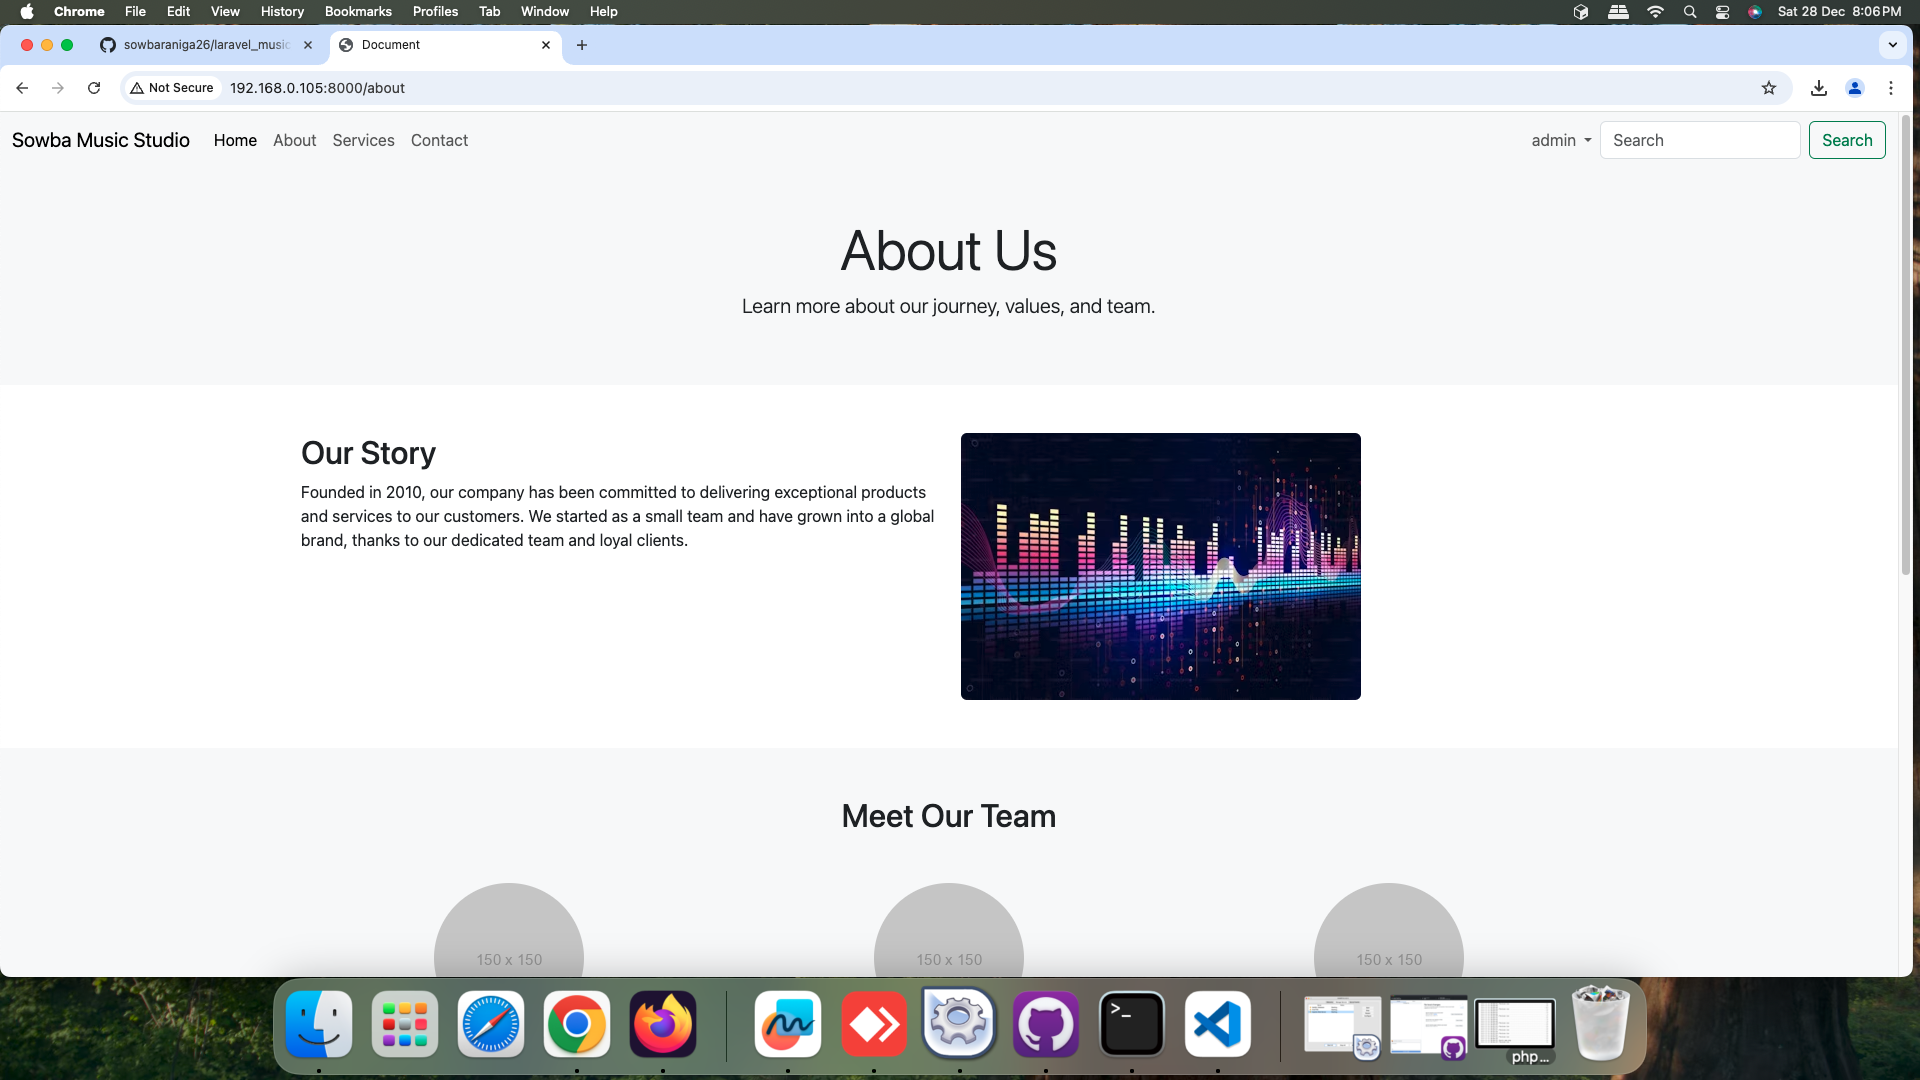 Chrome File Edit View History Bookmarks Profiles Tab Window Help Sat 28 Dec 8:06 PM
sowbaraniga26/laravel_music Document
Not Secure 192.168.0.105:8000/about
Sowba Music Studio Home About Services Contact admin Search Search
About Us
Learn more about our journey, values, and team.
Our Story
Founded in 2010, our company has been committed to delivering exceptional products
and services to our customers. We started as a small team and have grown into a global
brand, thanks to our dedicated team and loyal clients.
Meet Our Team
150 x 150 150 x 150 150 x 150
>_
php...